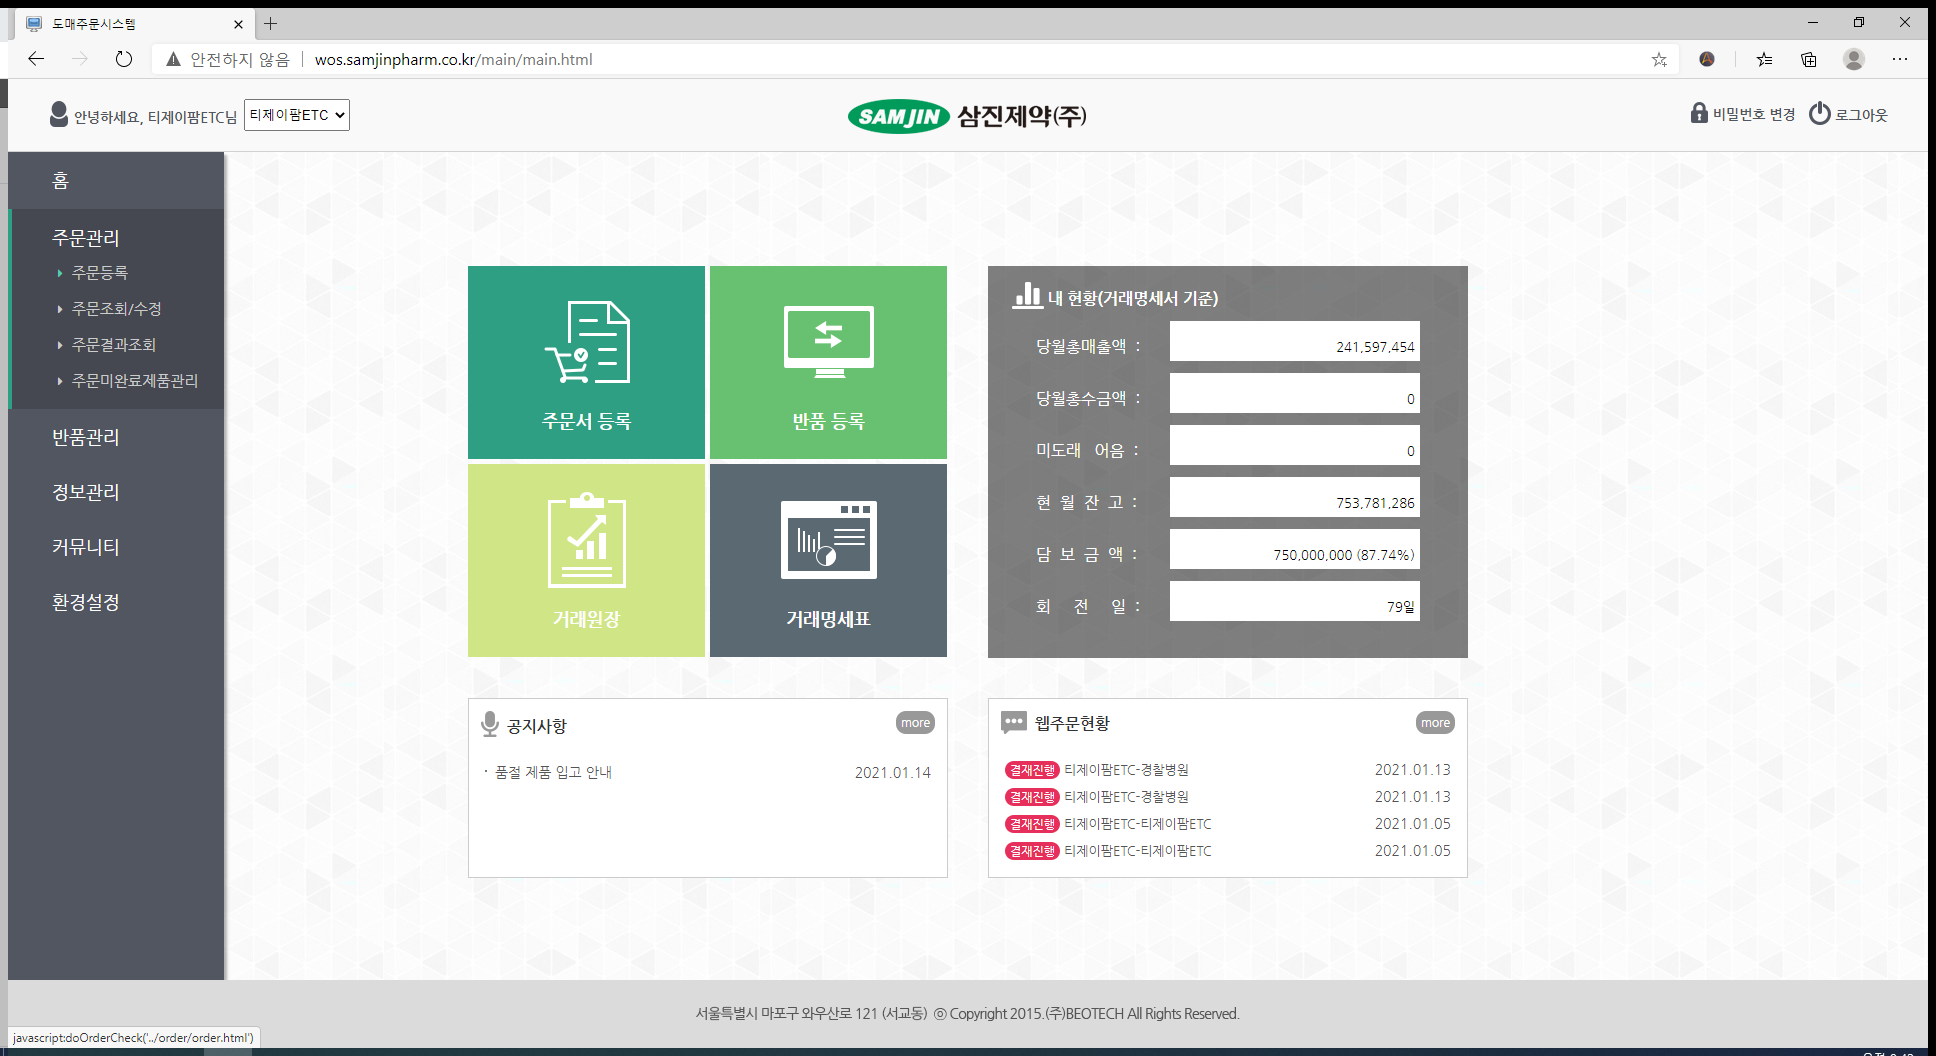 도매주문시스템
안전하지 않음 wos.samjinpharm.co.kr/main/main.html
안녕하세요, 티제이팜ETC님 티제이팜ETC
SAMJIN 삼진제약(주)
비밀번호 변경 로그아웃
홈
주문관리
주문등록
주문조회/수정
주문결과조회
주문미완료제품관리
반품관리
정보관리
커뮤니티
환경설정
주문서 등록
반품 등록
거래원장
거래명세표
내 현황(거래명세서 기준)
당월총매출액 : 241,597,454
당월총수금액 : 0
미도래 어음 : 0
현 월 잔 고 : 753,781,286
담 보 금 액 : 750,000,000 (87.74%)
회 전 일 : 79일
공지사항 more
· 품절 제품 입고 안내 2021.01.14
웹주문현황 more
결재진행 티제이팜ETC-경찰병원 2021.01.13
결재진행 티제이팜ETC-경찰병원 2021.01.13
결재진행 티제이팜ETC-티제이팜ETC 2021.01.05
결재진행 티제이팜ETC-티제이팜ETC 2021.01.05
서울특별시 마포구 와우산로 121 (서교동) ⓒ Copyright 2015.(주)BEOTECH All Rights Reserved.
javascript:doOrderCheck('../order/order.html')